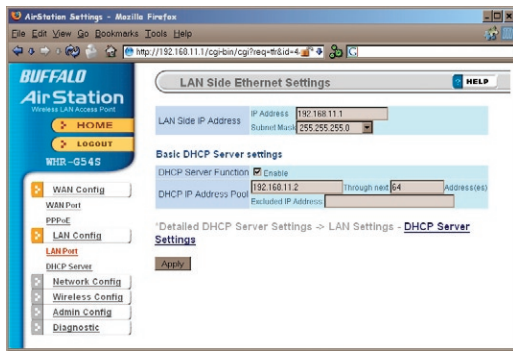 AirStation Settings - Mozilla Firefox
File Edit View Go Bookmarks Tools Help
http://192.168.11.1/cgi-bin/cgi?req=tfr&id=4
BUFFALO
AirStation
Wireless LAN Access Point
HOME
LOGOUT
WHR-G54S
WAN Config
WAN Port
PPPoE
LAN Config
LAN Port
DHCP Server
Network Config
Wireless Config
Admin Config
Diagnostic
LAN Side Ethernet Settings
HELP
LAN Side IP Address
IP Address 192.168.11.1
Subnet Mask 255.255.255.0
Basic DHCP Server settings
DHCP Server Function Enable
DHCP IP Address Pool
192.168.11.2 Through next 64 Address(es)
Excluded IP Address
*Detailed DHCP Server Settings -> LAN Settings - DHCP Server
Settings
Apply